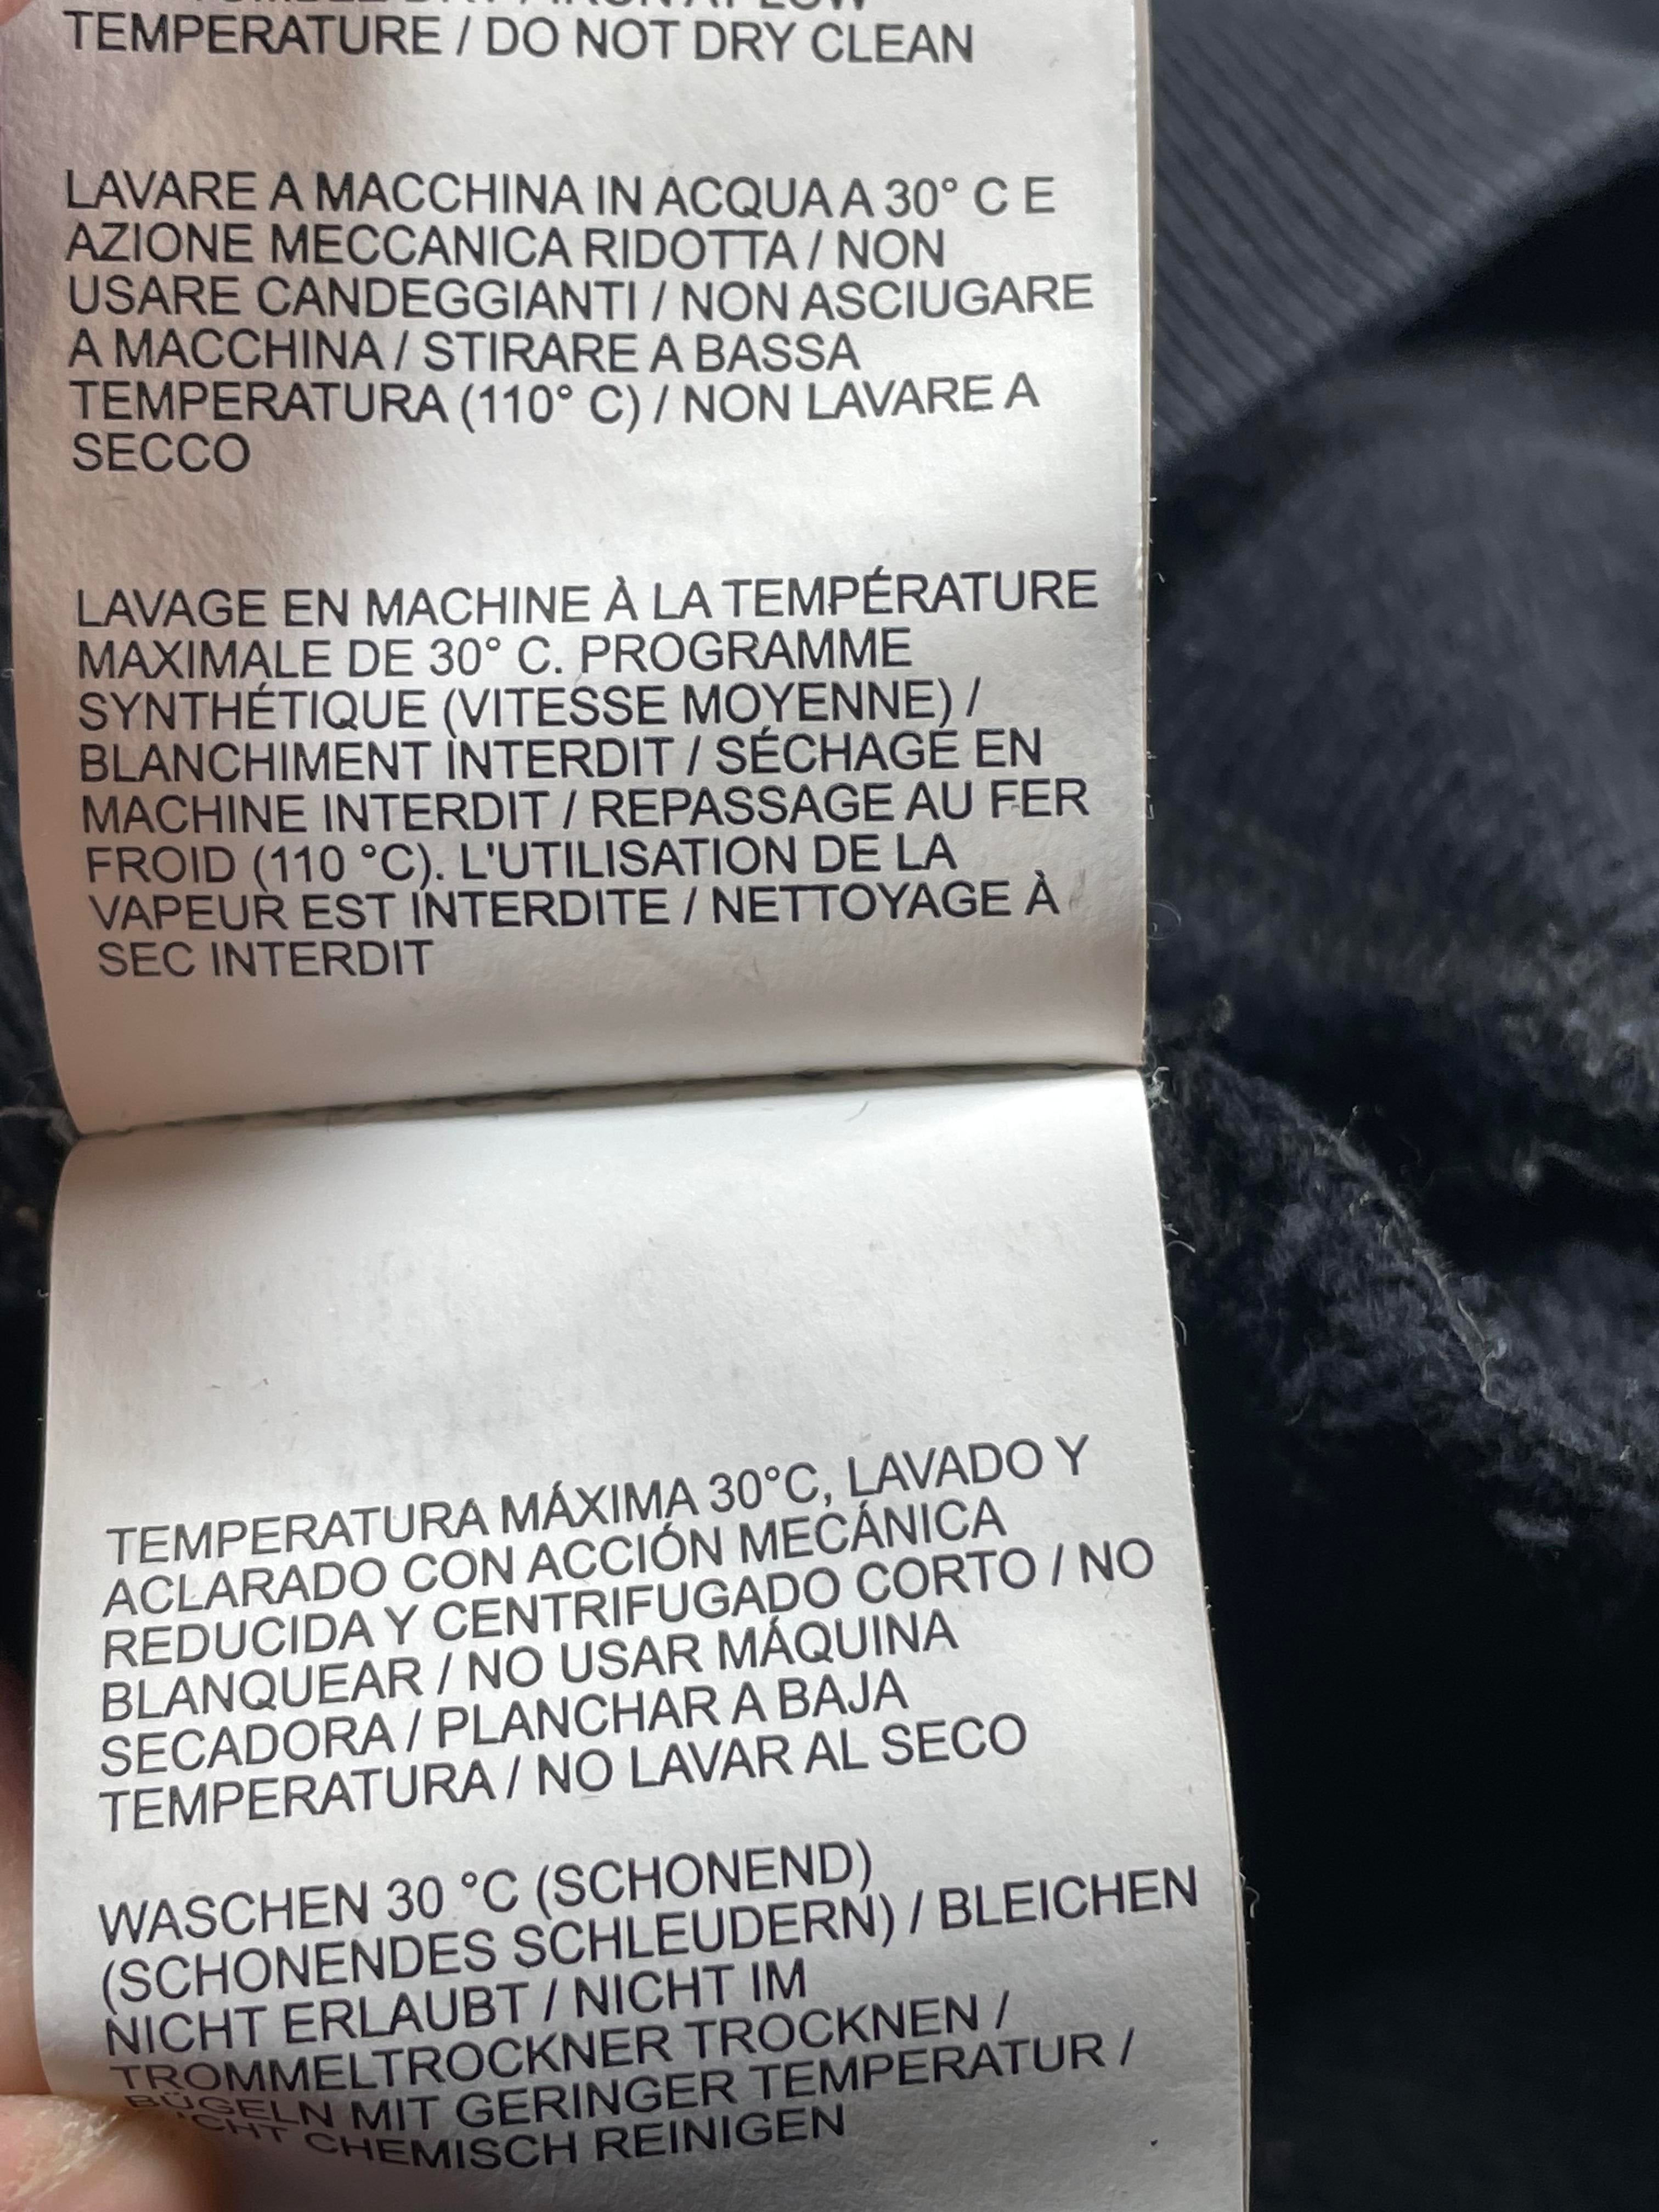 TUMBLE DRY / IRON AT LOW
TEMPERATURE / DO NOT DRY CLEAN
LAVARE A MACCHINA IN ACQUA A 30° C E
AZIONE MECCANICA RIDOTTA / NON
USARE CANDEGGIANTI / NON ASCIUGARE
A MACCHINA / STIRARE A BASSA
TEMPERATURA (110° C) / NON LAVARE A
SECCO
LAVAGE EN MACHINE À LA TEMPÉRATURE
MAXIMALE DE 30° C. PROGRAMME
SYNTHÉTIQUE (VITESSE MOYENNE) /
BLANCHIMENT INTERDIT / SÉCHAGE EN
MACHINE INTERDIT / REPASSAGE AU FER
FROID (110 °C). L'UTILISATION DE LA
VAPEUR EST INTERDITE / NETTOYAGE À
SEC INTERDIT
TEMPERATURA MÁXIMA 30°C, LAVADO Y
ACLARADO CON ACCIÓN MECÁNICA
REDUCIDA Y CENTRIFUGADO CORTO / NO
BLANQUEAR / NO USAR MÁQUINA
SECADORA / PLANCHAR A BAJA
TEMPERATURA / NO LAVAR AL SECO
WASCHEN 30 °C (SCHONEND)
(SCHONENDES SCHLEUDERN) / BLEICHEN
NICHT ERLAUBT / NICHT IM
TROMMELTROCKNER TROCKNEN /
BÜGELN MIT GERINGER TEMPERATUR /
CHEMISCH REINIGEN